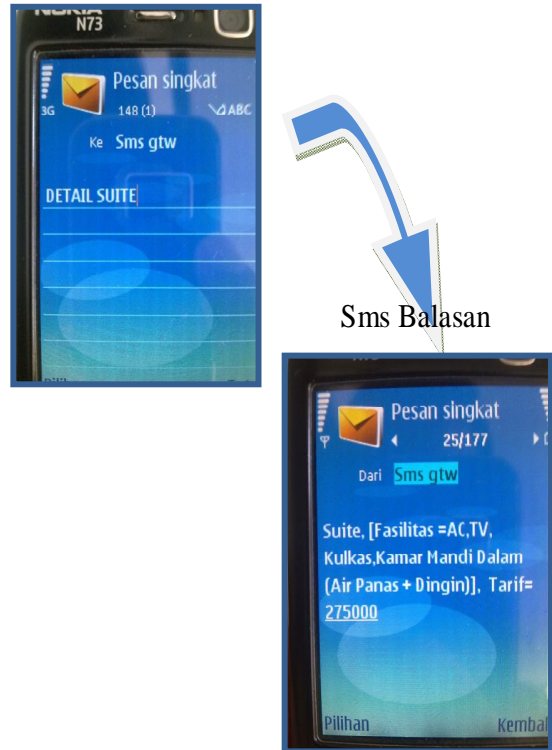 NOKIA
N73
Pesan singkat
3G 148 (1) ABC
Ke Sms gtw
DETAIL SUITE
Sms Balasan
Pesan singkat
25/177
Dari Sms gtw
Suite, [Fasilitas =AC,TV,
Kulkas,Kamar Mandi Dalam
(Air Panas + Dingin)], Tarif=
275000
Pilihan Kembal